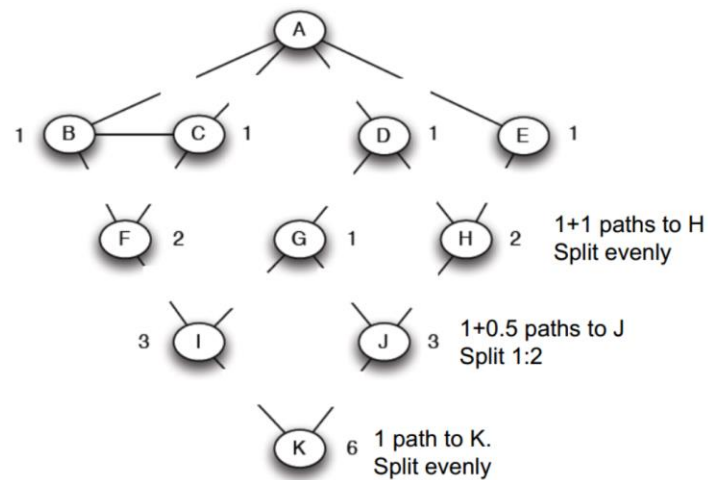 A
1 B C 1 D 1 E 1
F 2 G 1 H 2 1+1 paths to H
Split evenly
3 I J 3 1+0.5 paths to J
Split 1:2
K 6 1 path to K.
Split evenly